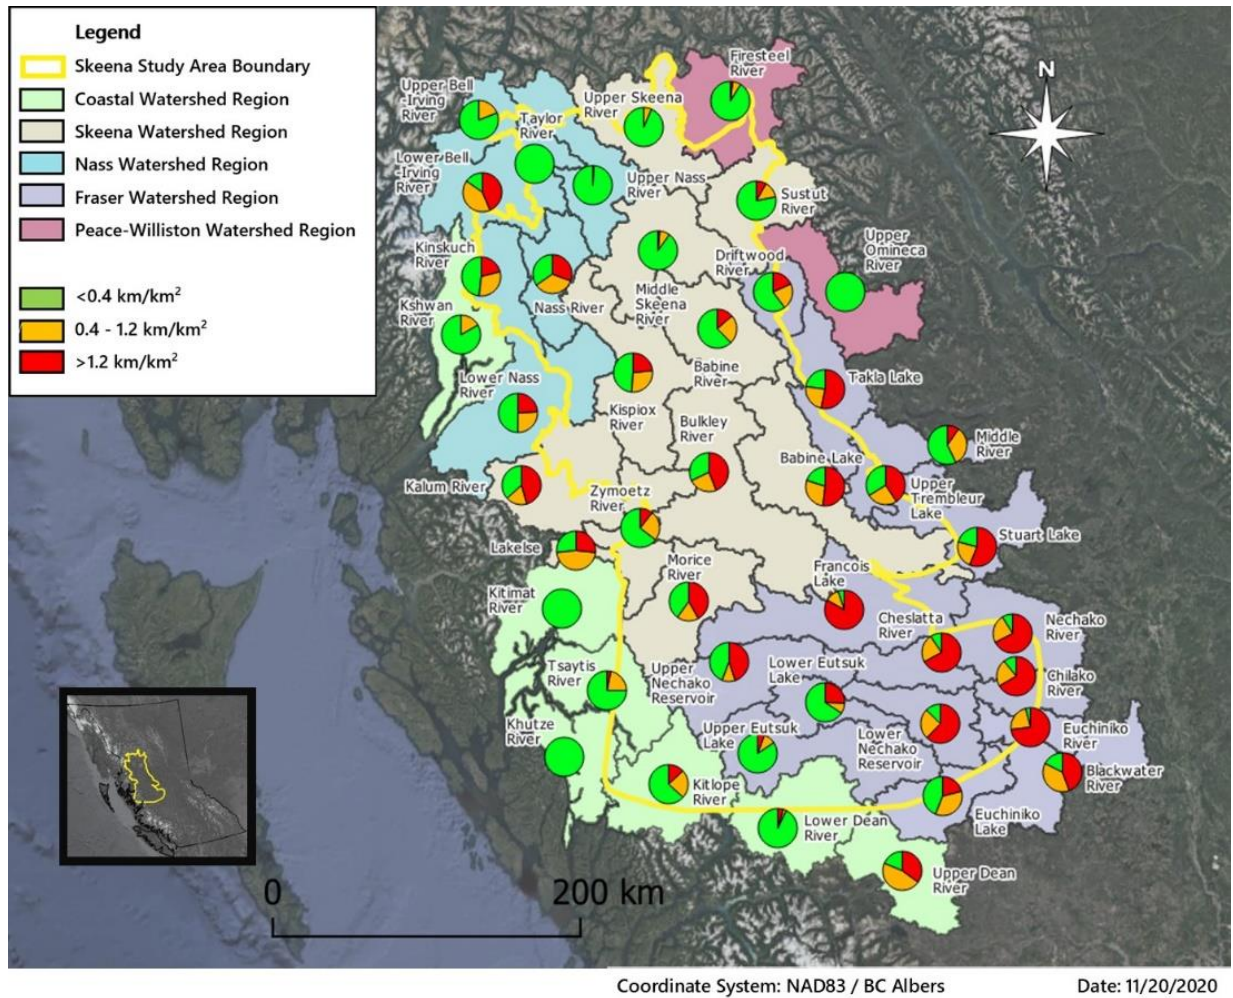 Legend
Skeena Study Area Boundary
Coastal Watershed Region
Skeena Watershed Region
Nass Watershed Region
Fraser Watershed Region
Peace-Williston Watershed Region
<0.4 km/km²
0.4 - 1.2 km/km²
>1.2 km/km²
N
Firesteel
River
Upper Bell
-Irving
River
Upper Skeena
River
Taylor
River
Lower Bell
-Irving
River
Upper Nass
River
Sustut
River
Kinskuch
River
Nass River
Middle
Skeena
River
Driftwood
River
Upper
Omineca
River
Kshwan
River
Babine
River
Takla Lake
Lower Nass
River
Kispiox
River
Bulkley
River
Middle
River
Babine Lake
Upper
Trembleur
Lake
Kalum River
Zymoetz
River
Stuart Lake
Lakelse
Morice
River
Francois
Lake
Kitimat
River
Cheslatta
River
Nechako
River
Tsaytis
River
Upper
Nechako
Reservoir
Lower Eutsuk
Lake
Chilako
River
Khutze
River
Upper Eutsuk
Lake
Lower
Nechako
Reservoir
Euchiniko
River
Blackwater
River
Kitlope
River
Euchiniko
Lake
Lower Dean
River
Upper Dean
River
0 200 km
Coordinate System: NAD83 / BC Albers Date: 11/20/2020